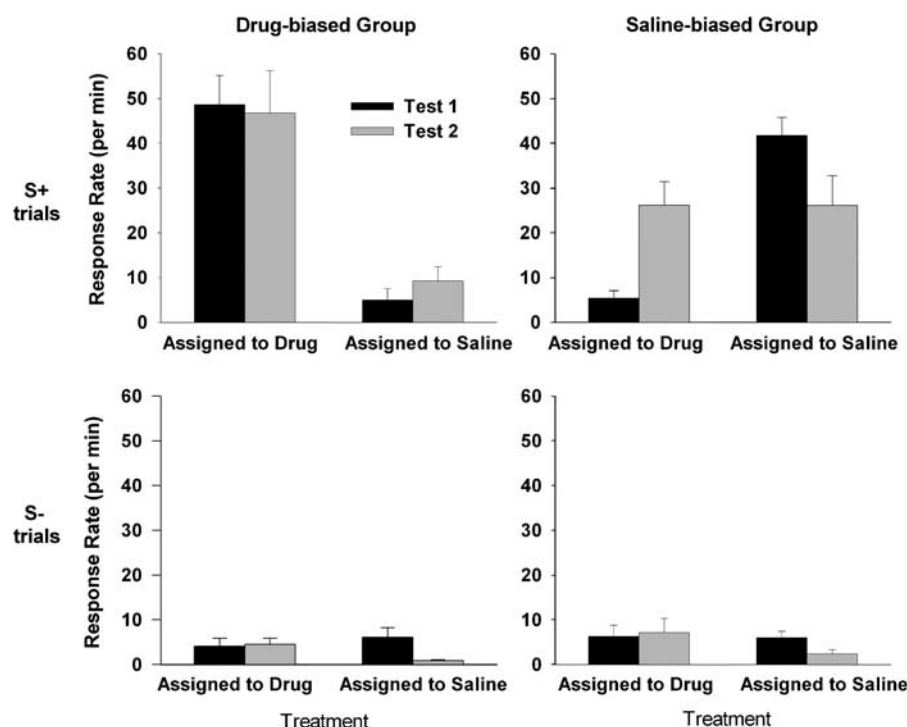 Drug-biased Group
Saline-biased Group
S+
trials
Response Rate (per min)
60
50
40
30
20
10
0
Test 1
Test 2
Assigned to Drug
Assigned to Saline
60
50
40
30
20
10
0
Assigned to Drug
Assigned to Saline
S-
trials
Response Rate (per min)
60
50
40
30
20
10
0
Assigned to Drug
Assigned to Saline
Treatment
60
50
40
30
20
10
0
Assigned to Drug
Assigned to Saline
Treatment